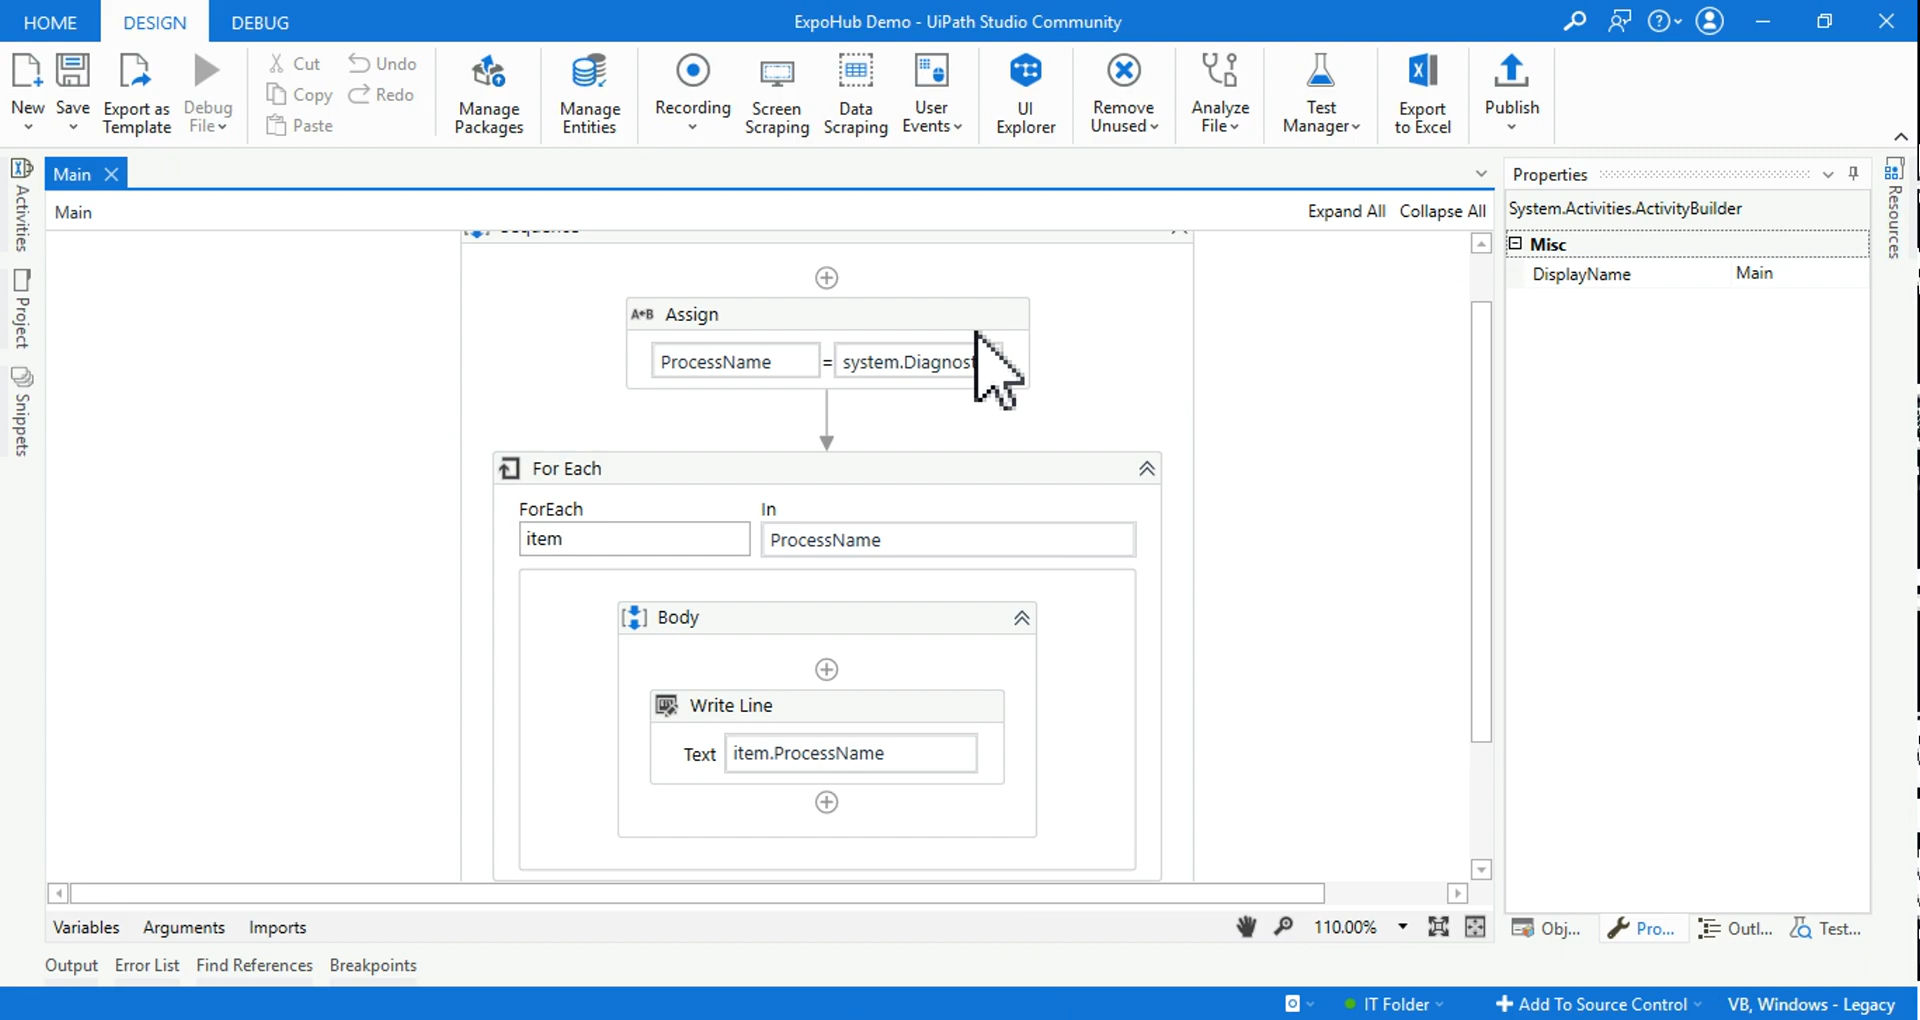 HOME DESIGN DEBUG ExpoHub Demo - UiPath Studio Community
New Save Export as Template Debug File Cut Copy Paste Undo Redo Manage Packages Manage Entities Recording Screen Scraping Data Scraping User Events UI Explorer Remove Unused Analyze File Test Manager Export to Excel Publish
Activities
Project
Snippets
Main
Main Expand All Collapse All
Assign
ProcessName = system.Diagnost
For Each
ForEach In
item ProcessName
Body
Write Line
Text item.ProcessName
Variables Arguments Imports 110.00%
Properties
System.Activities.ActivityBuilder
Misc
DisplayName Main
Resources
Obj... Pro... Outl... Test...
Output Error List Find References Breakpoints
IT Folder Add To Source Control VB, Windows - Legacy